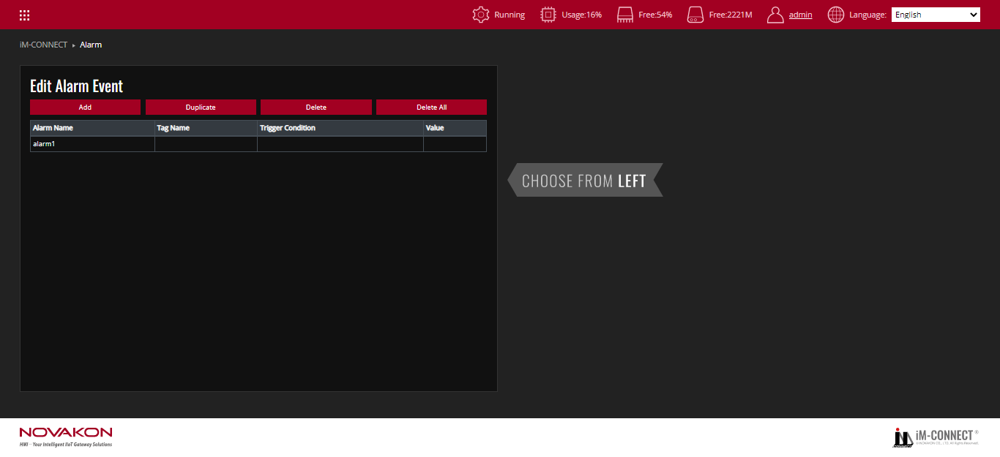 Running Usage:16% Free:54% Free:2221M admin Language: English
iM-CONNECT ▸ Alarm
Edit Alarm Event
Add Duplicate Delete Delete All
Alarm Name Tag Name Trigger Condition Value
alarm1
CHOOSE FROM LEFT
NOVAKON
HMI - Your Intelligent IIoT Gateway Solutions
iM-CONNECT®
© NOVAKON CO., LTD. All Rights Reserved.